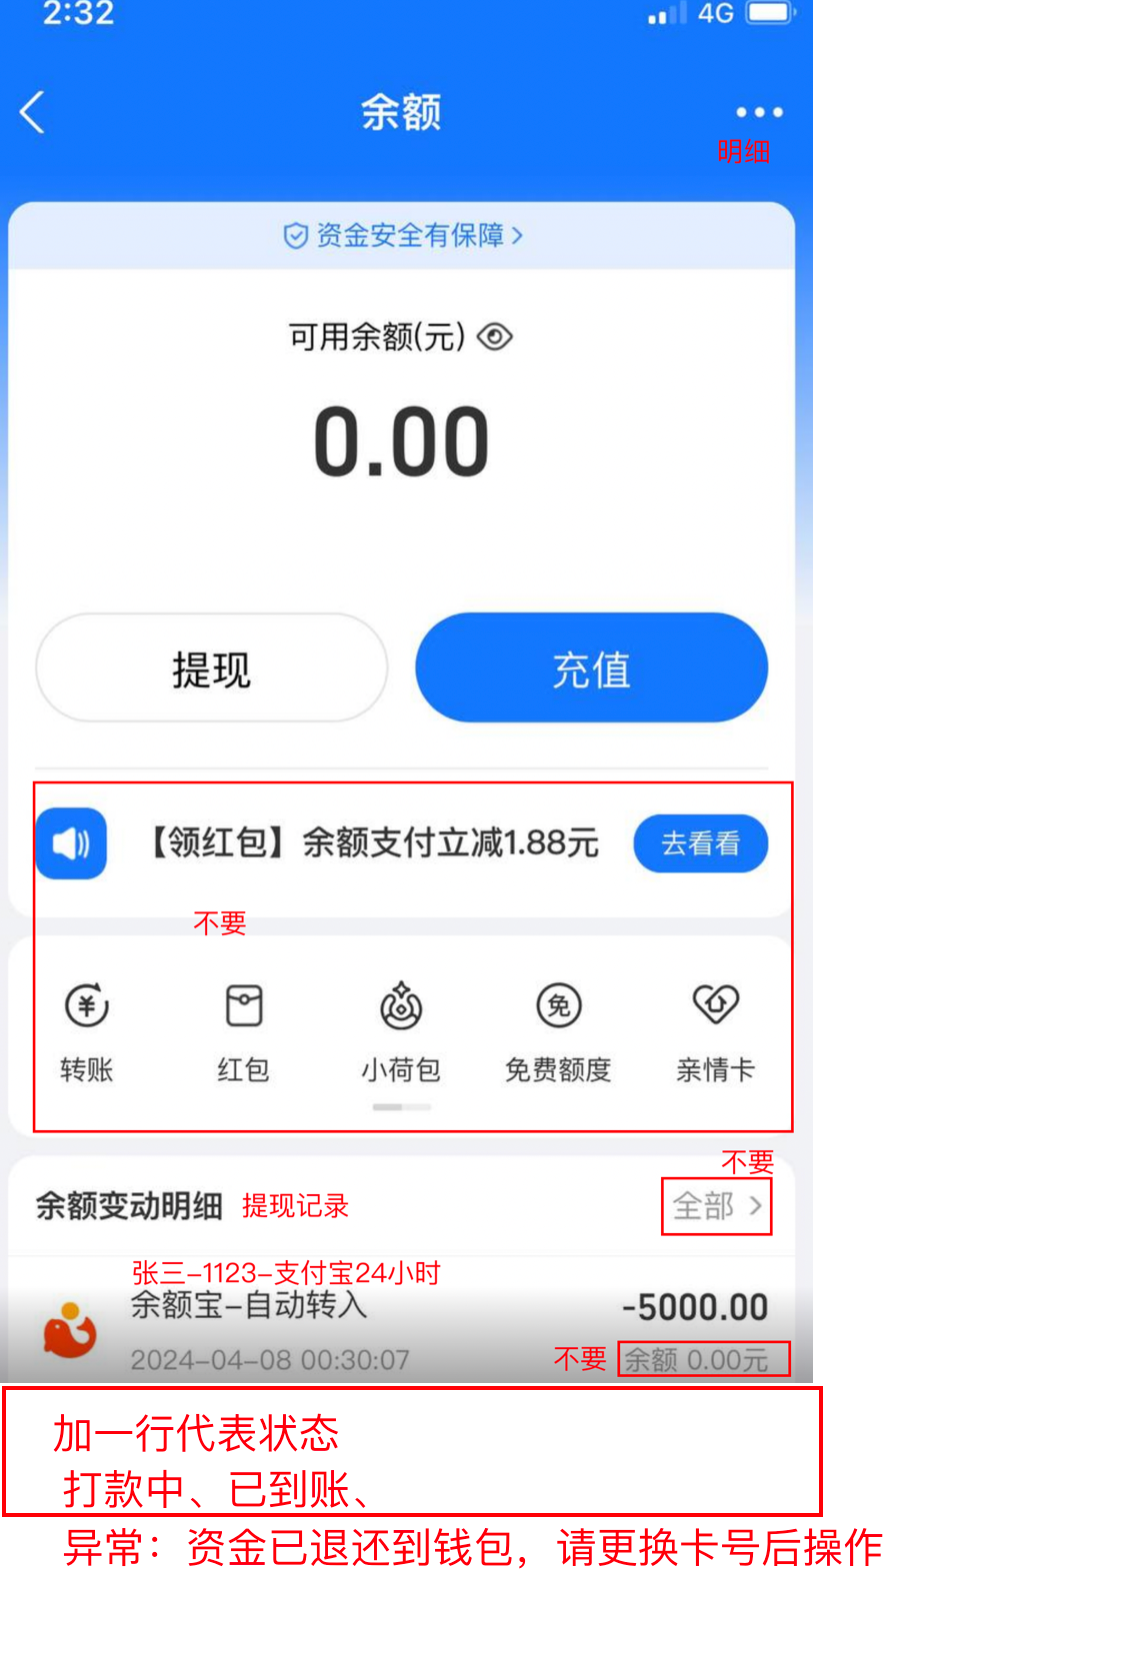 2:32 4G
余额
明细
资金安全有保障
可用余额(元)
0.00
提现 充值
【领红包】余额支付立减1.88元 去看看
不要
¥ 免
转账 红包 小荷包 免费额度 亲情卡
不要
余额变动明细 提现记录 全部
张三-1123-支付宝24小时
余额宝-自动转入 -5000.00
2024-04-08 00:30:07 不要 余额 0.00元
加一行代表状态
打款中、已到账、
异常：资金已退还到钱包，请更换卡号后操作